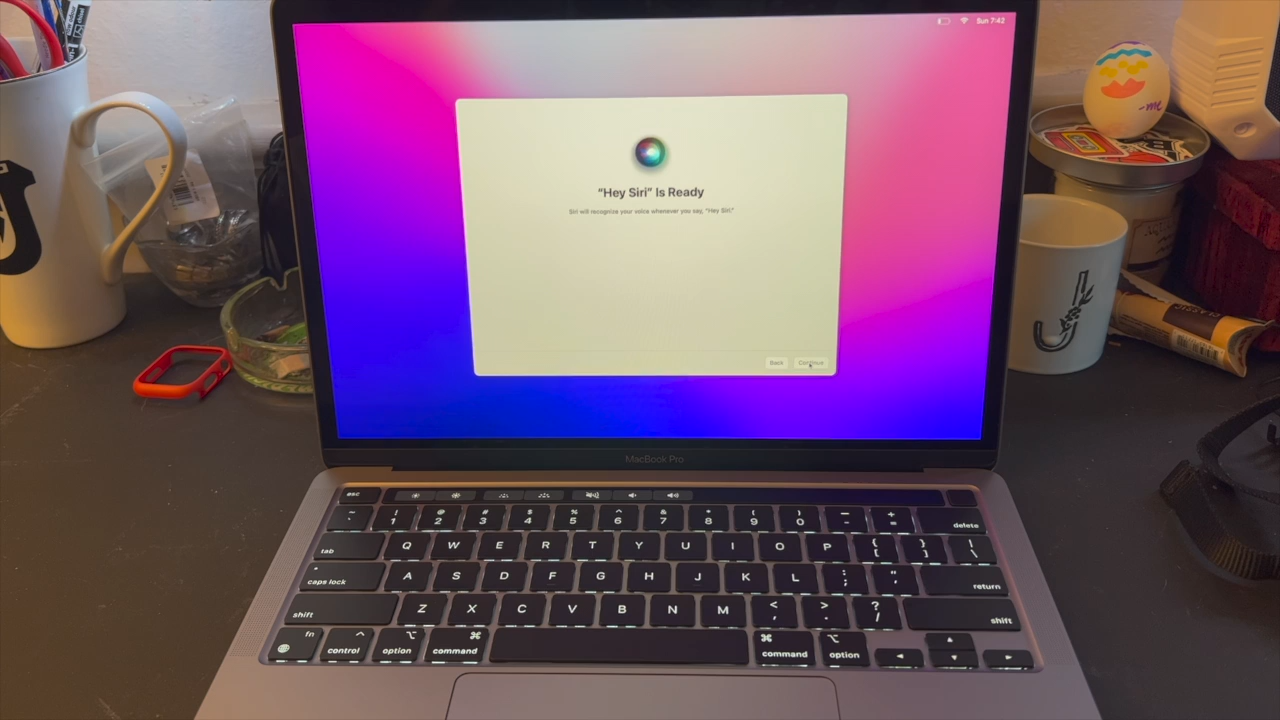 Sun 7:42
"Hey Siri" Is Ready
Siri will recognize your voice whenever you say, "Hey Siri."
Back
Continue
MacBook Pro
- me
J
esc
~ ! @ # $ % ^ & * ( ) _ +
` 1 2 3 4 5 6 7 8 9 0 - = delete
tab Q W E R T Y U I O P { [ } ] | \
caps lock A S D F G H J K L : ; " ' return
shift Z X C V B N M < , > . ? / shift
fn control option command command option